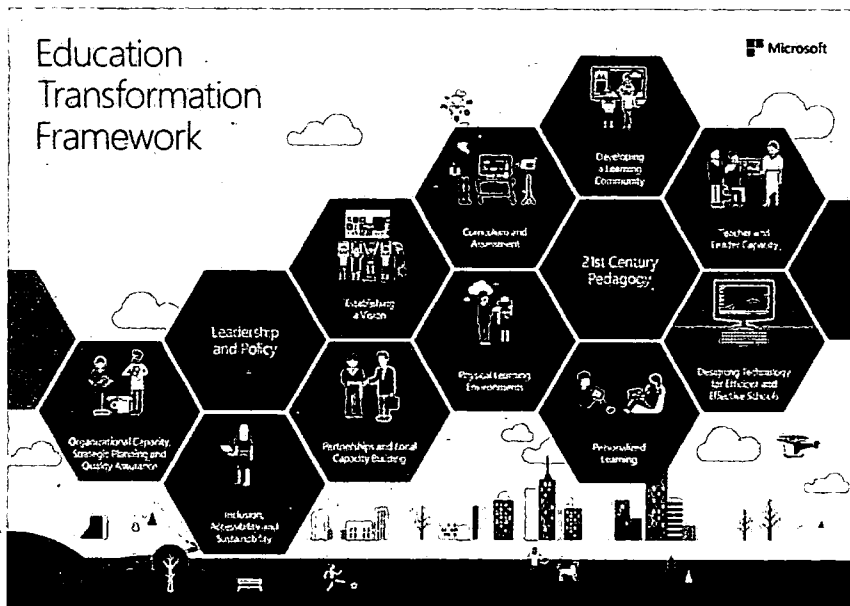 Education
Transformation
Framework
Microsoft
Developing
a Learning
Community
Curriculum and
Assessment
Teacher and
Leader Capacity
Establishing
a Vision
21st Century
Pedagogy
Leadership
and Policy
Physical Learning
Environments
Designing Technology
for Efficient and
Effective Schools
Organizational Capacity,
Strategic Planning and
Quality Assurance
Partnerships and Local
Capacity Building
Personalized
Learning
Inclusion,
Accessibility and
Sustainability